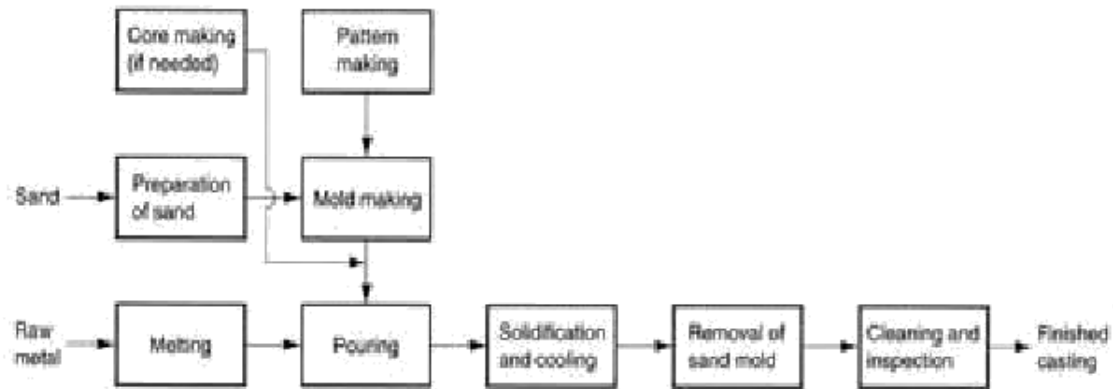 Core making
(if needed)
Pattern
making
Sand
Preparation
of sand
Mold making
Raw
metal
Melting
Pouring
Solidification
and cooling
Removal of
sand mold
Cleaning and
inspection
Finished
casting